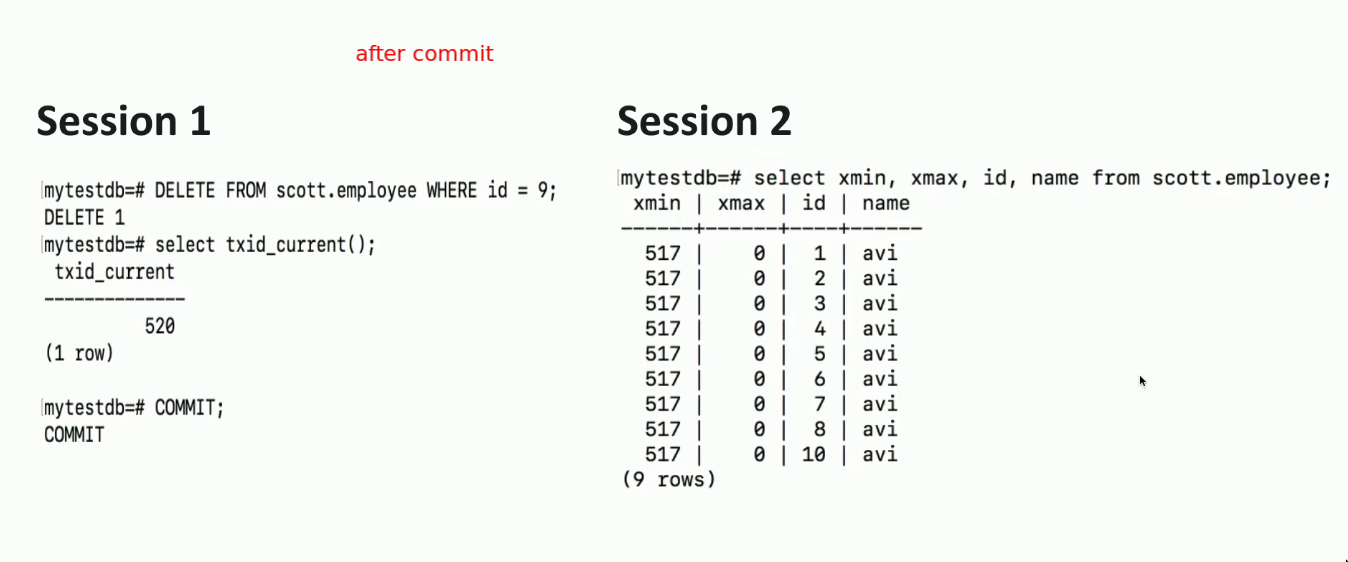 after commit
Session 1
mytestdb=# DELETE FROM scott.employee WHERE id = 9;
DELETE 1
mytestdb=# select txid_current();
 txid_current
--------------
          520
(1 row)
mytestdb=# COMMIT;
COMMIT
Session 2
mytestdb=# select xmin, xmax, id, name from scott.employee;
 xmin | xmax | id | name
------+------+----+------
  517 |    0 |  1 | avi
  517 |    0 |  2 | avi
  517 |    0 |  3 | avi
  517 |    0 |  4 | avi
  517 |    0 |  5 | avi
  517 |    0 |  6 | avi
  517 |    0 |  7 | avi
  517 |    0 |  8 | avi
  517 |    0 | 10 | avi
(9 rows)